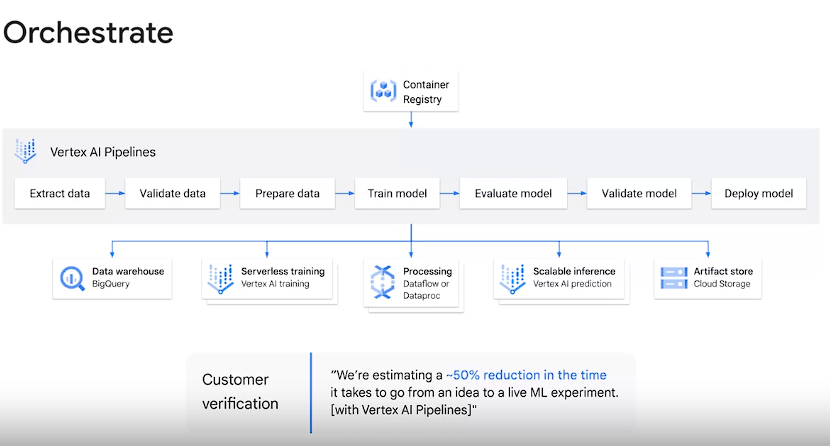 Orchestrate
Container
Registry
Vertex AI Pipelines
Extract data
Validate data
Prepare data
Train model
Evaluate model
Validate model
Deploy model
Data warehouse
BigQuery
Serverless training
Vertex AI training
Processing
Dataflow or
Dataproc
Scalable inference
Vertex AI prediction
Artifact store
Cloud Storage
Customer
verification
“We’re estimating a ~50% reduction in the time
it takes to go from an idea to a live ML experiment.
[with Vertex AI Pipelines]"